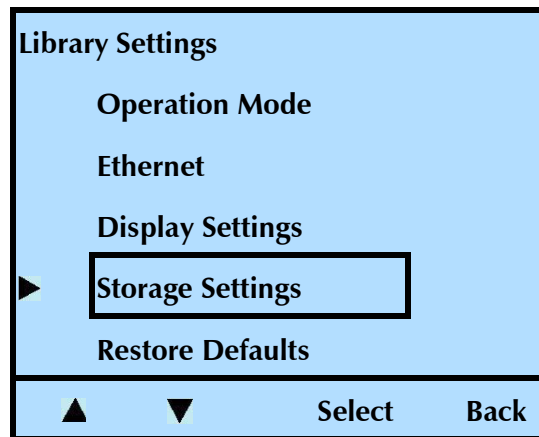 Library Settings
Operation Mode
Ethernet
Display Settings
Storage Settings
Restore Defaults
Select Back